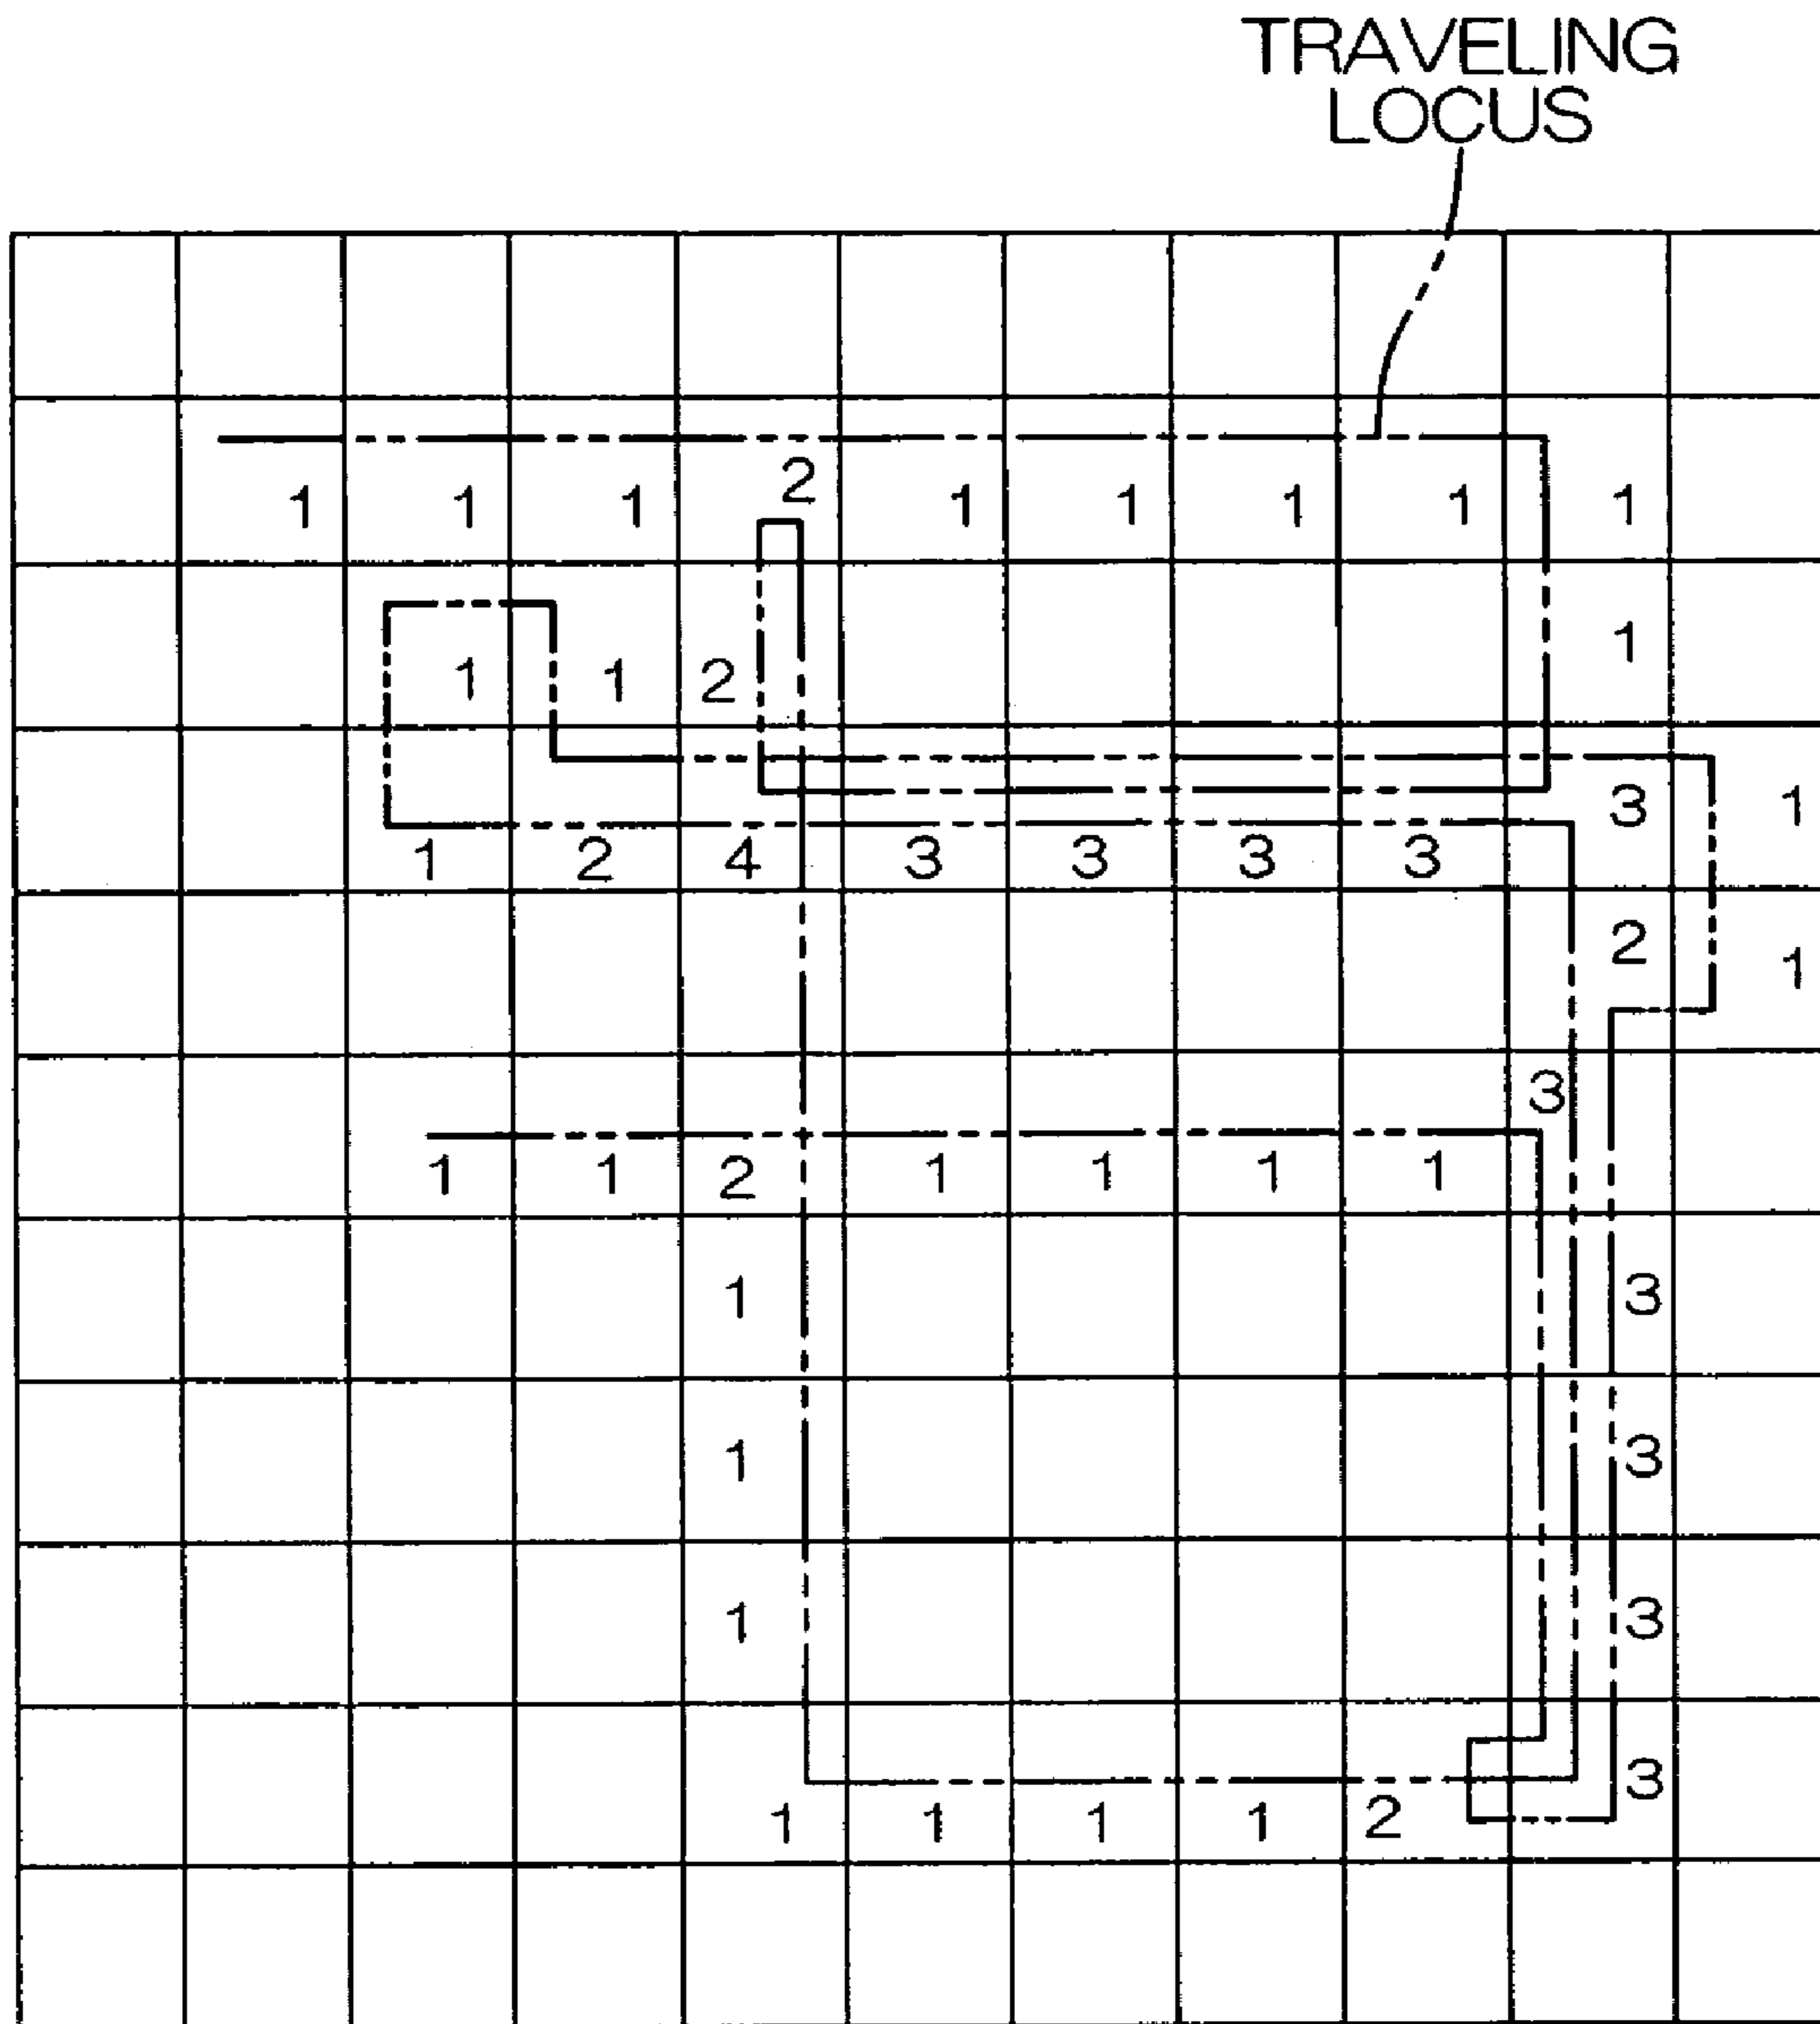 TRAVELING
LOCUS
1 1 1 2 1 1 1 1 1
1 1 2 1
1 2 4 3 3 3 3 3 1
2 1
3
1 1 2 1 1 1 1
1 3
1 3
1 3
1 1 1 1 2 3